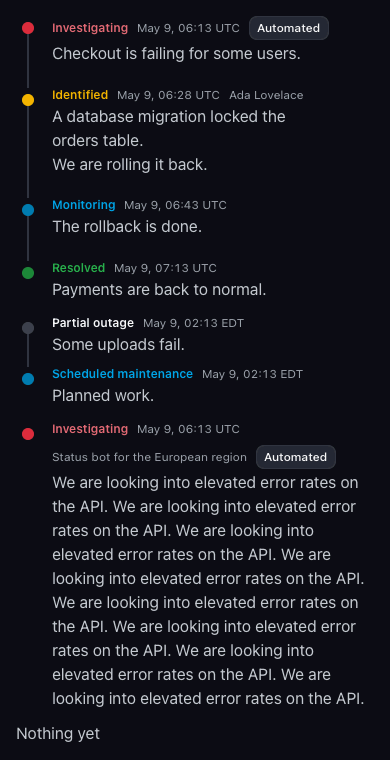 Investigating May 9, 06:13 UTC Automated
Checkout is failing for some users.
Identified May 9, 06:28 UTC Ada Lovelace
A database migration locked the
orders table.
We are rolling it back.
Monitoring May 9, 06:43 UTC
The rollback is done.
Resolved May 9, 07:13 UTC
Payments are back to normal.
Partial outage May 9, 02:13 EDT
Some uploads fail.
Scheduled maintenance May 9, 02:13 EDT
Planned work.
Investigating May 9, 06:13 UTC
Status bot for the European region Automated
We are looking into elevated error rates on
the API. We are looking into elevated error
rates on the API. We are looking into
elevated error rates on the API. We are
looking into elevated error rates on the API.
We are looking into elevated error rates on
the API. We are looking into elevated error
rates on the API. We are looking into
elevated error rates on the API. We are
looking into elevated error rates on the API.
Nothing yet